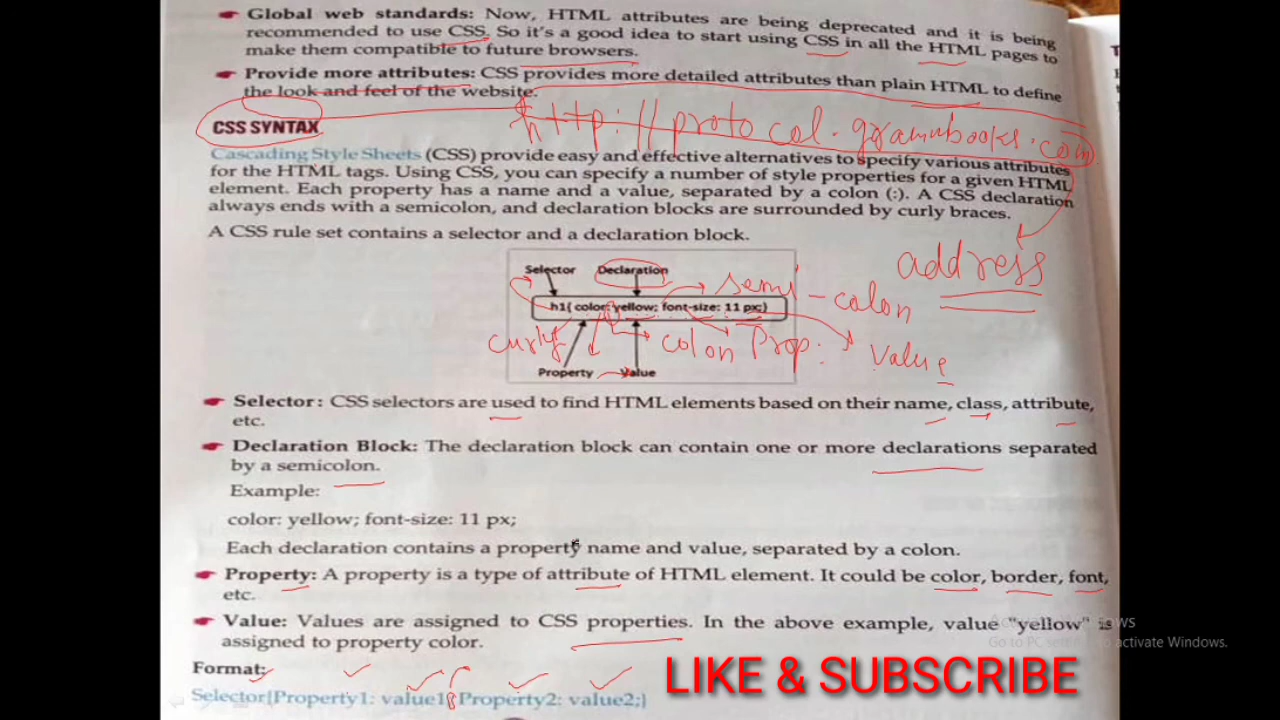 Global web standards: Now, HTML attributes are being deprecated and it is being
recommended to use CSS. So it's a good idea to start using CSS in all the HTML pages to
make them compatible to future browsers.
Provide more attributes: CSS provides more detailed attributes than plain HTML to define
the look and feel of the website.
http://protocol.gramnbooks.com
CSS SYNTAX
Cascading Style Sheets (CSS) provide easy and effective alternatives to specify various attributes
for the HTML tags. Using CSS, you can specify a number of style properties for a given HTML
element. Each property has a name and a value, separated by a colon (:). A CSS declaration
always ends with a semicolon, and declaration blocks are surrounded by curly braces.
A CSS rule set contains a selector and a declaration block.
address
Selector Declaration
semi-colon
h1{ color: yellow; font-size: 11 px;}
curly colon Prop. Value
Property Value
Selector: CSS selectors are used to find HTML elements based on their name, class, attribute,
etc.
Declaration Block: The declaration block can contain one or more declarations separated
by a semicolon.
Example:
color: yellow; font-size: 11 px;
Each declaration contains a property name and value, separated by a colon.
Property: A property is a type of attribute of HTML element. It could be color, border, font,
etc.
Value: Values are assigned to CSS properties. In the above example, value "yellow" is
assigned to property color.
Format:
Selector{Property1: value1; Property2: value2;}
LIKE & SUBSCRIBE